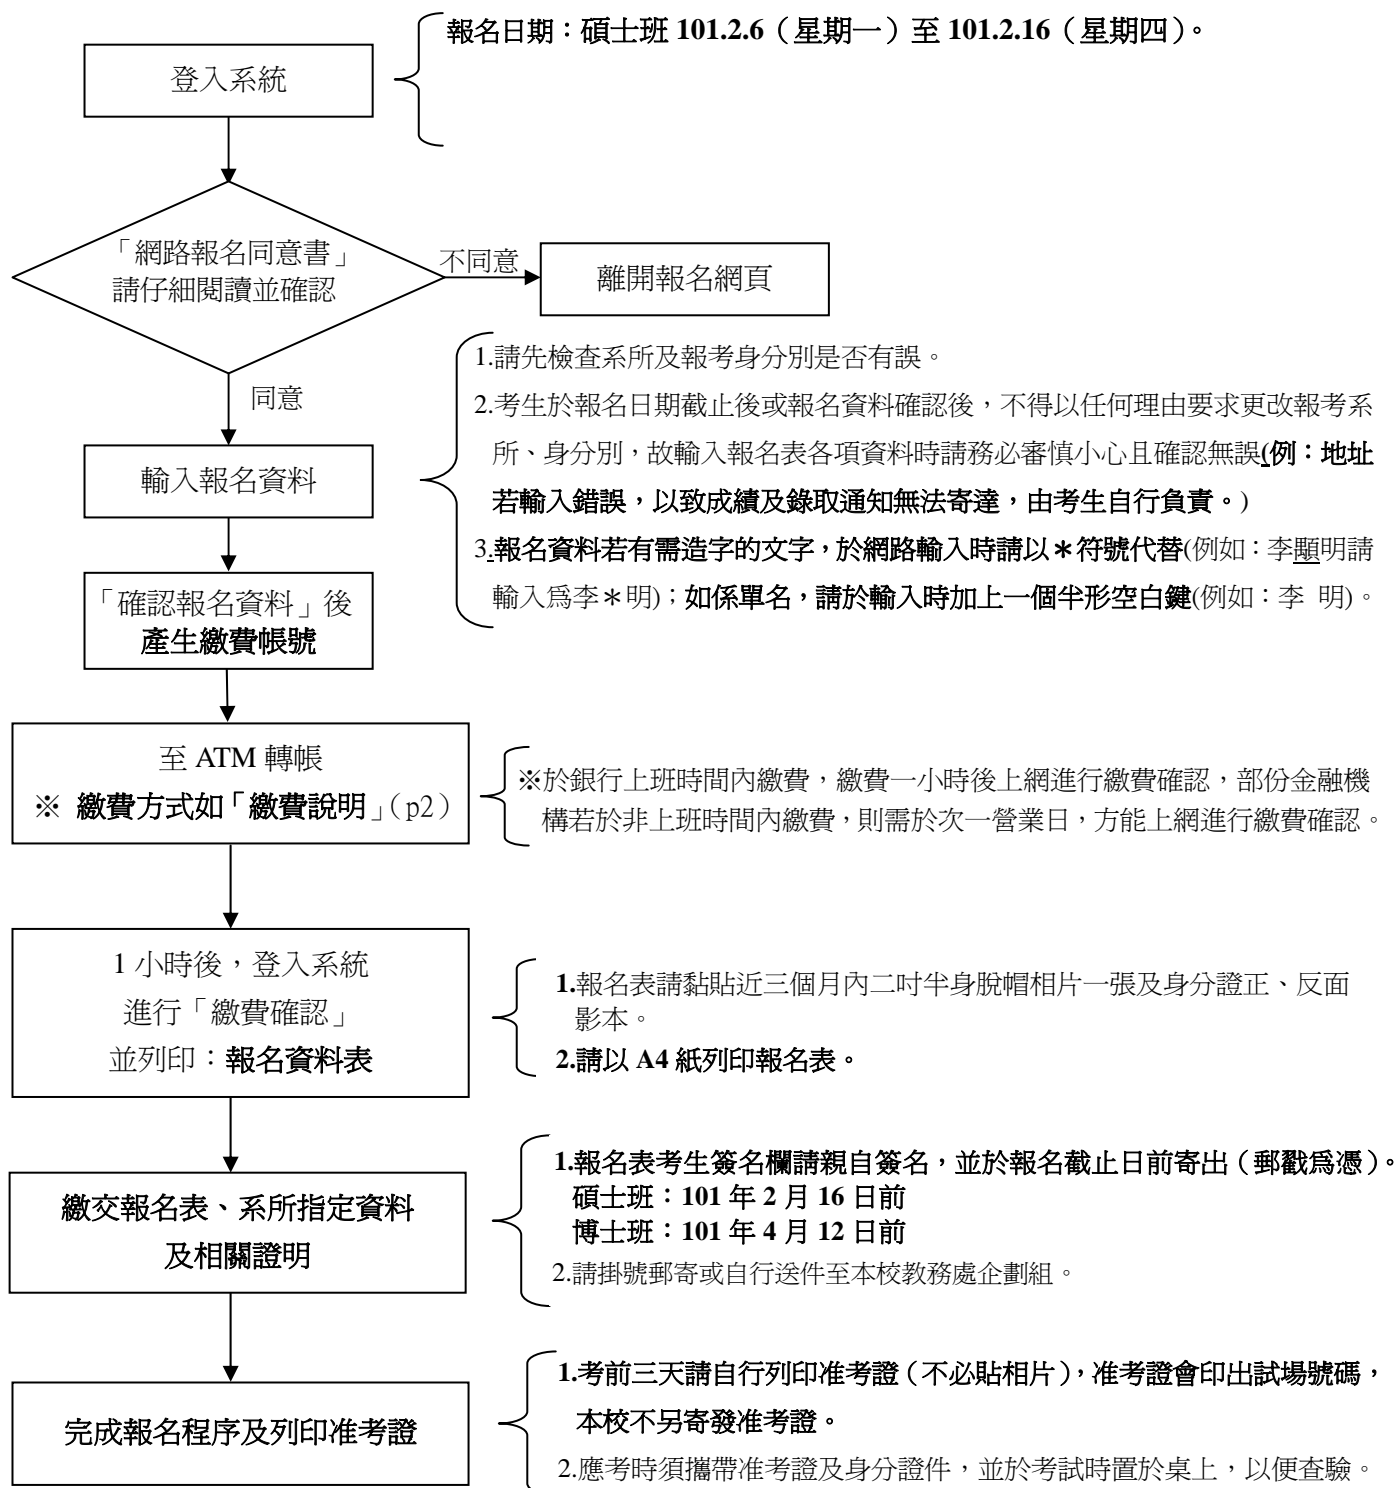 報名日期：碩士班 101.2.6（星期一）至 101.2.16（星期四）。
登入系統
「網路報名同意書」
請仔細閱讀並確認
不同意
離開報名網頁
同意
1.請先檢查系所及報考身分別是否有誤。
2.考生於報名日期截止後或報名資料確認後，不得以任何理由要求更改報考系
所、身分別，故輸入報名表各項資料時請務必審慎小心且確認無誤(例：地址
若輸入錯誤，以致成績及錄取通知無法寄達，由考生自行負責。)
3.報名資料若有需造字的文字，於網路輸入時請以＊符號代替(例如：李顯明請
輸入為李＊明)；如係單名，請於輸入時加上一個半形空白鍵(例如：李 明)。
輸入報名資料
「確認報名資料」後
產生繳費帳號
至 ATM 轉帳
※ 繳費方式如「繳費說明」（p2）
※於銀行上班時間內繳費，繳費一小時後上網進行繳費確認，部份金融機
構若於非上班時間內繳費，則需於次一營業日，方能上網進行繳費確認。
1 小時後，登入系統
進行「繳費確認」
並列印：報名資料表
1.報名表請黏貼近三個月內二吋半身脫帽相片一張及身分證正、反面
影本。
2.請以 A4 紙列印報名表。
繳交報名表、系所指定資料
及相關證明
1.報名表考生簽名欄請親自簽名，並於報名截止日前寄出（郵戳為憑）。
碩士班：101 年 2 月 16 日前
博士班：101 年 4 月 12 日前
2.請掛號郵寄或自行送件至本校教務處企劃組。
完成報名程序及列印准考證
1.考前三天請自行列印准考證（不必貼相片），准考證會印出試場號碼，
本校不另寄發准考證。
2.應考時須攜帶准考證及身分證件，並於考試時置於桌上，以便查驗。